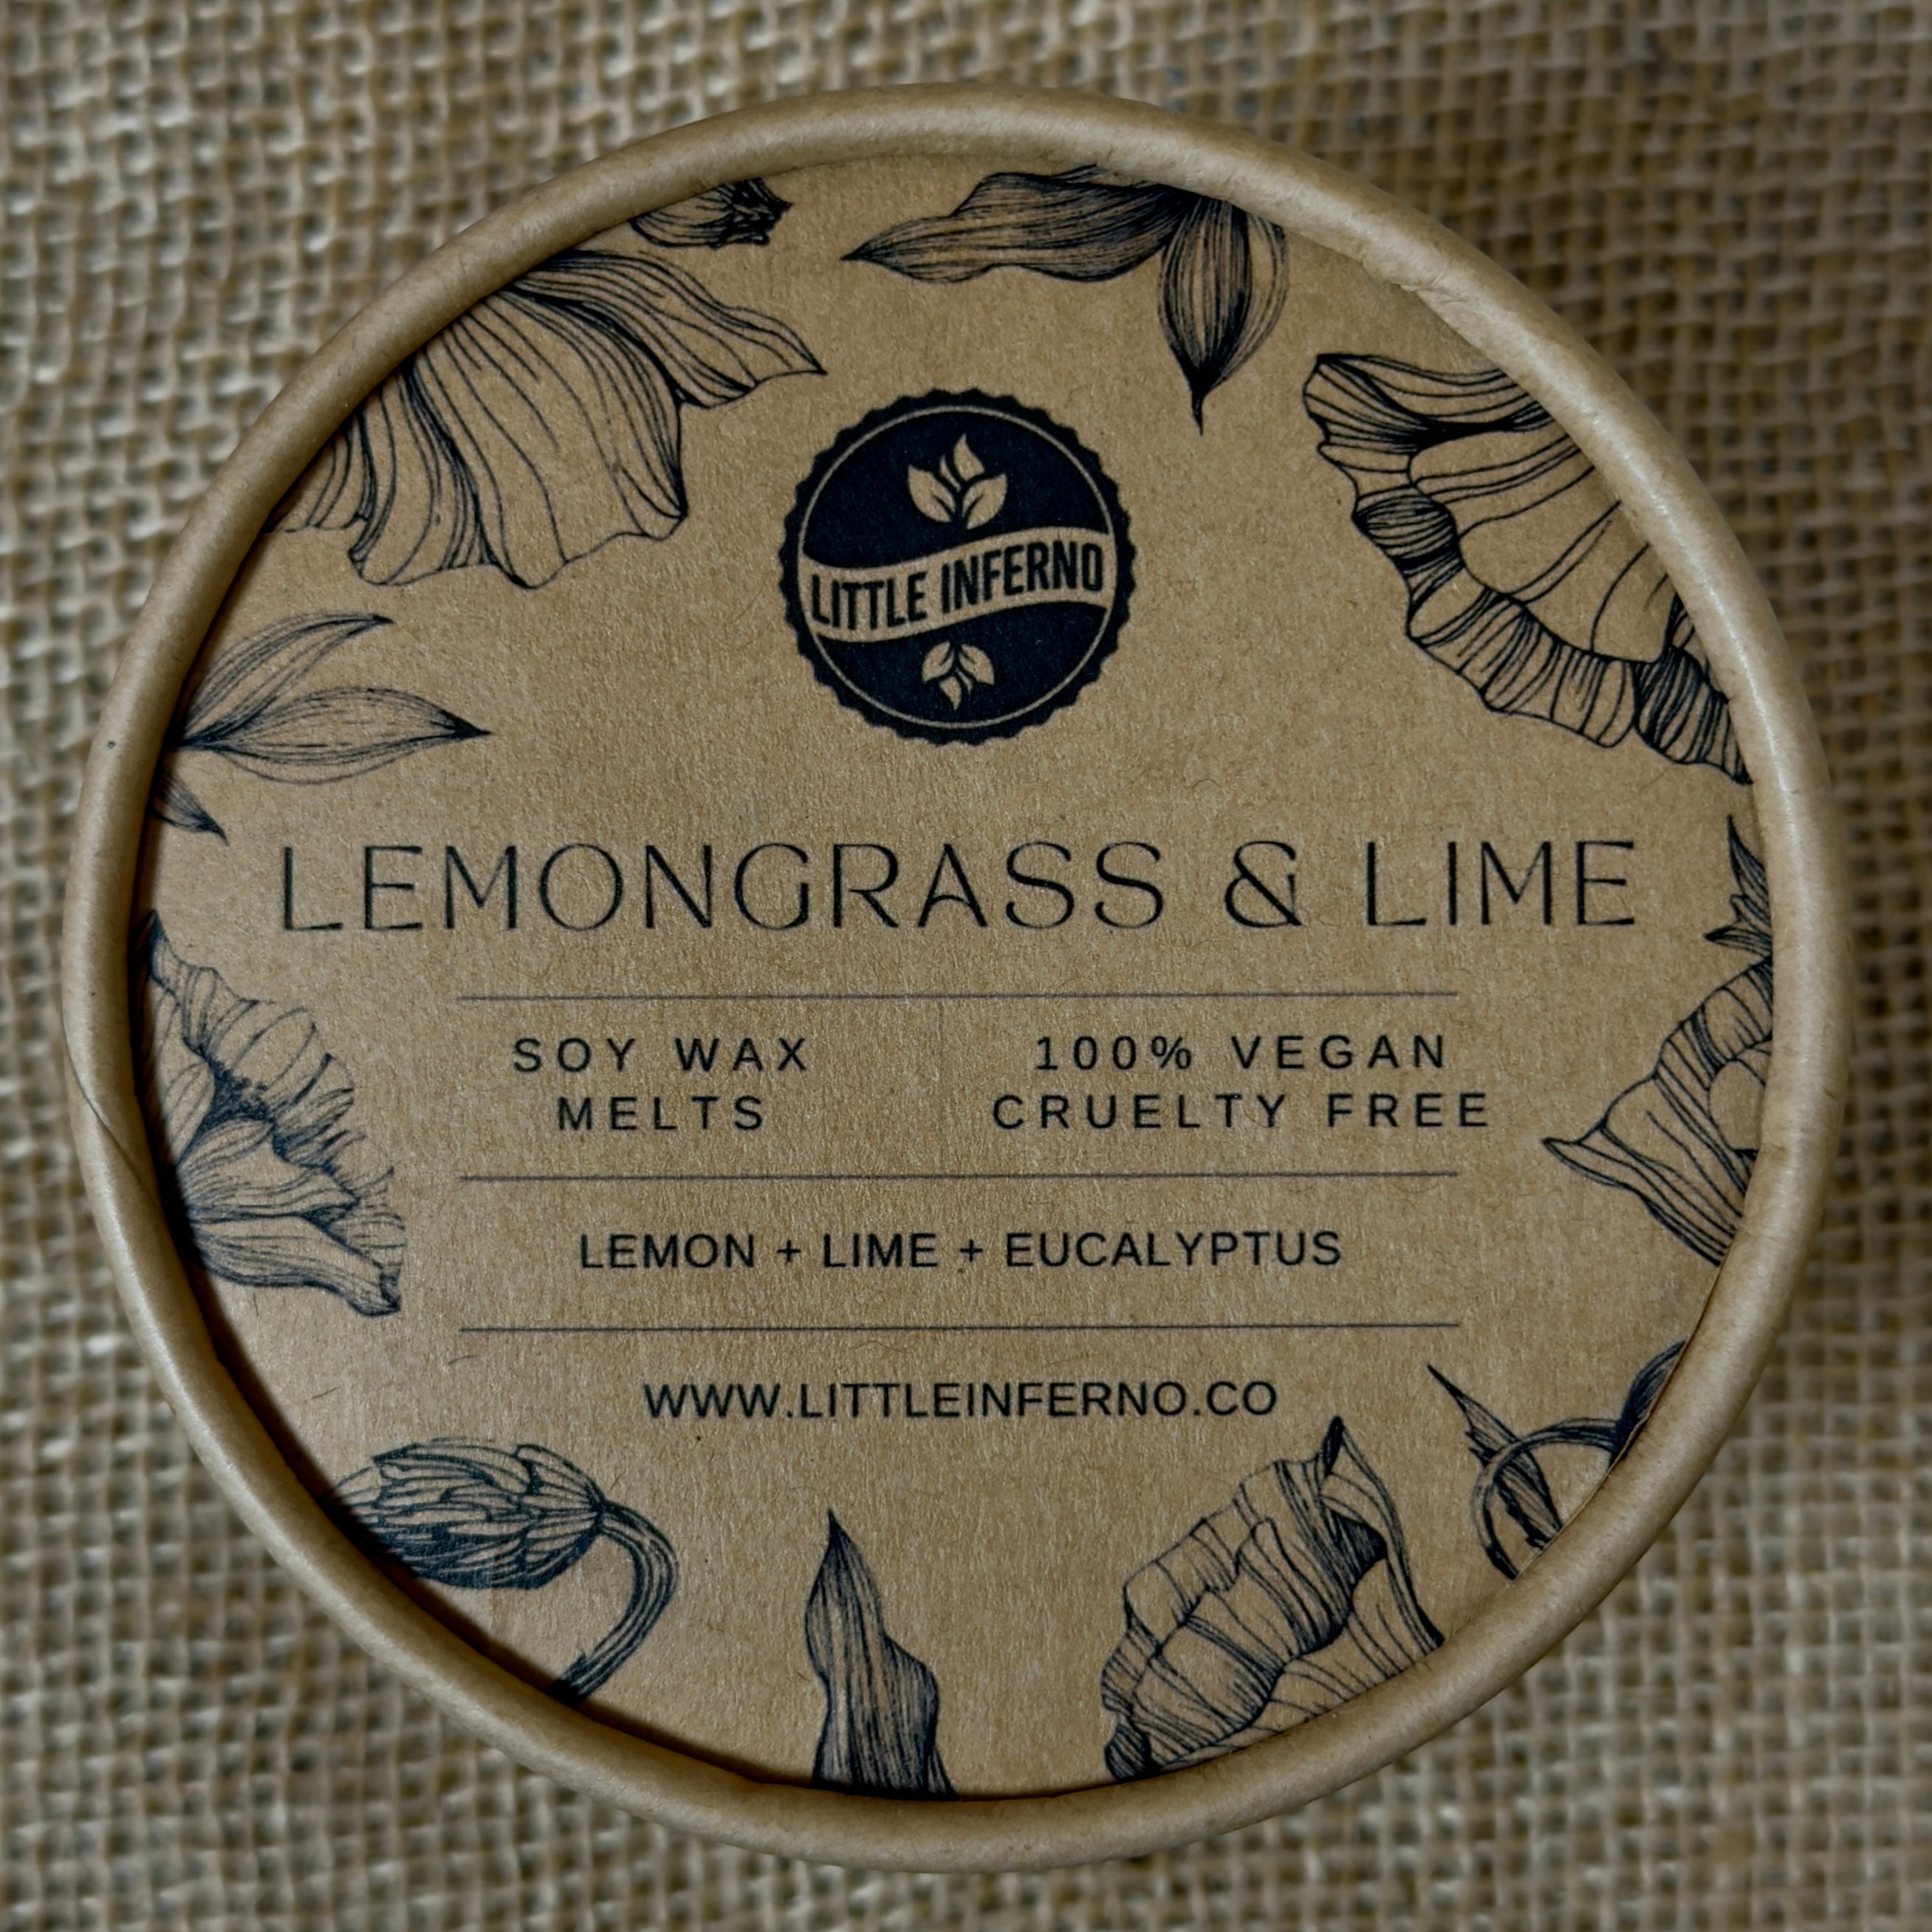 LITTLE INFERNO
LEMONGRASS & LIME
SOY WAX
MELTS
100% VEGAN
CRUELTY FREE
LEMON + LIME + EUCALYPTUS
WWW.LITTLEINFERNO.CO